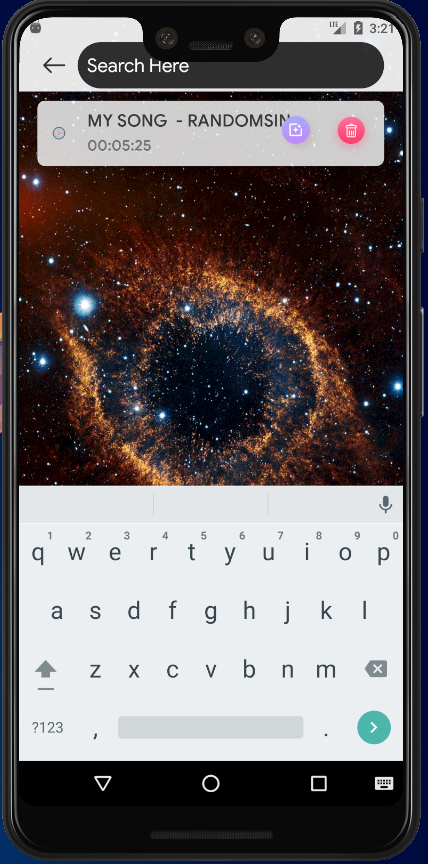 LTE 3:21
Search Here
MY SONG - RANDOMSIN
00:05:25
1 2 3 4 5 6 7 8 9 0
q w e r t y u i o p
a s d f g h j k l
z x c v b n m
?123 , .